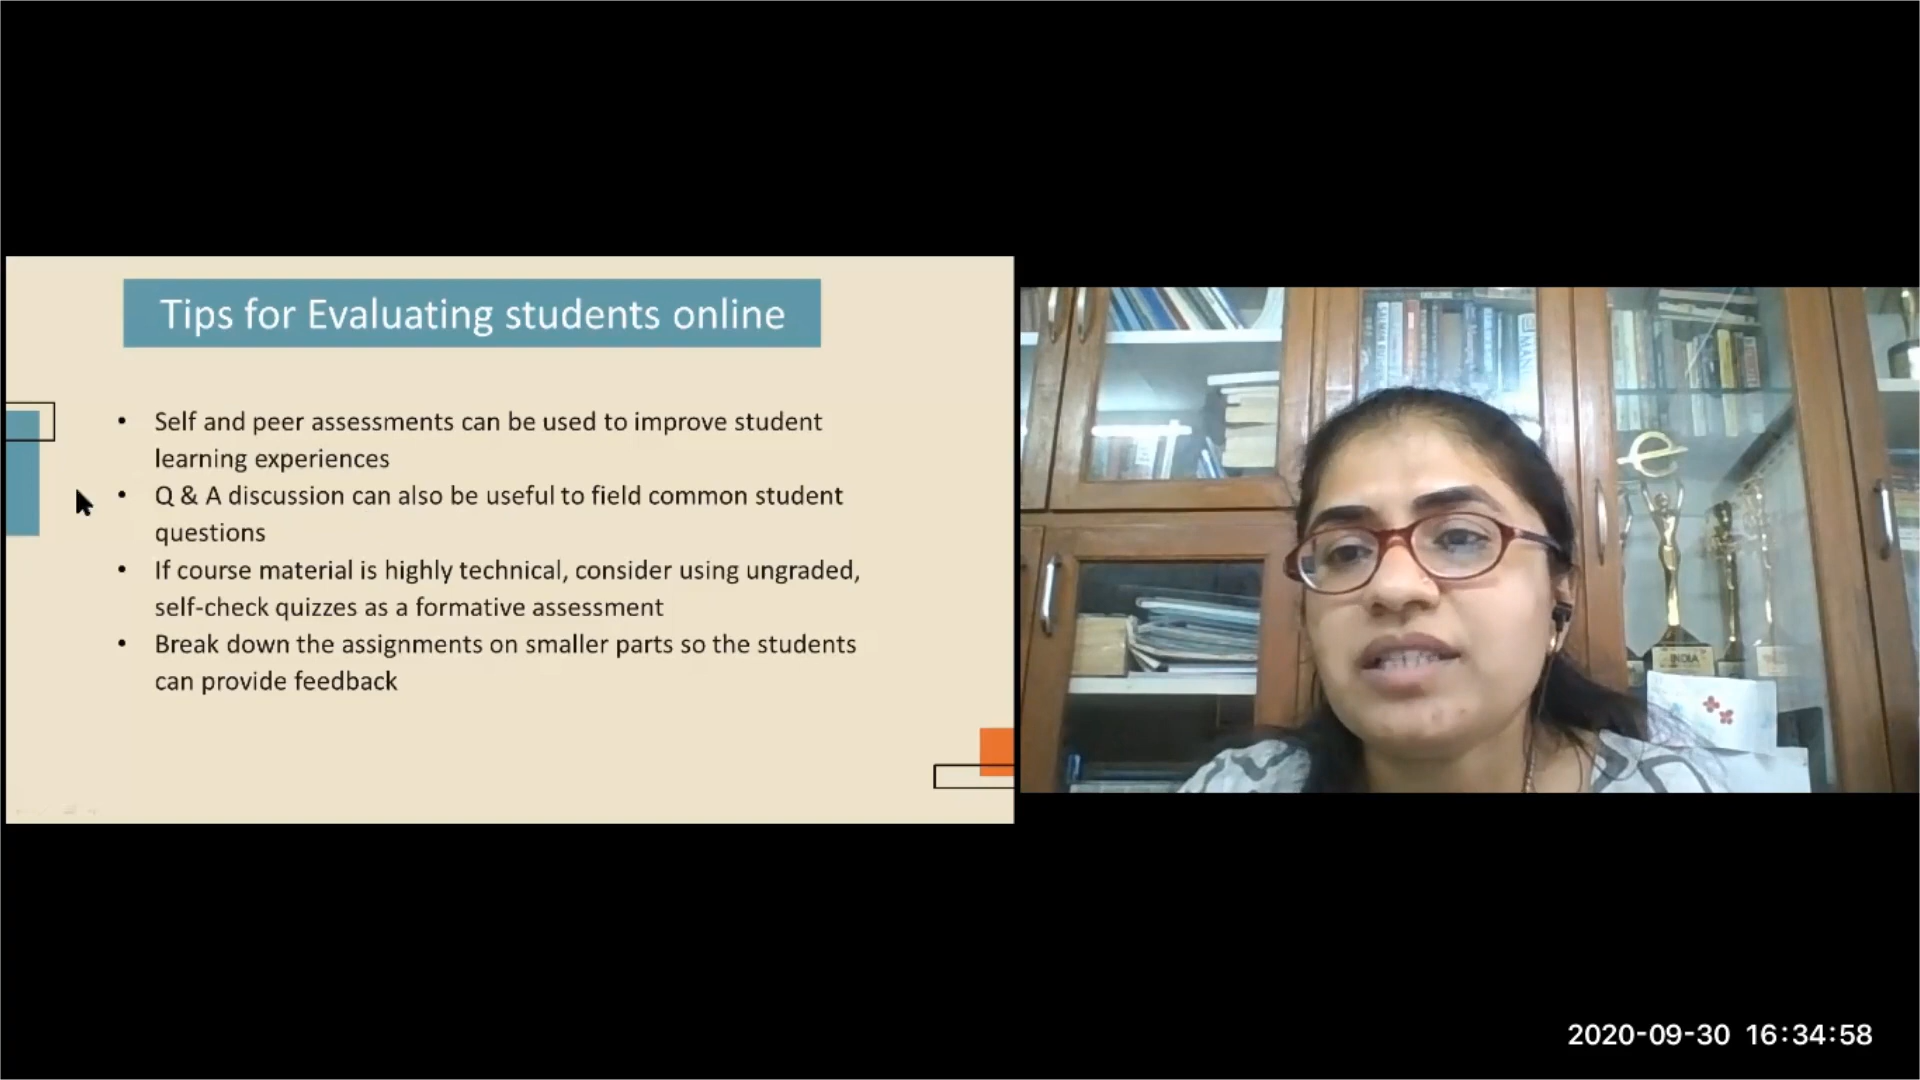 Tips for Evaluating students online
• Self and peer assessments can be used to improve student
learning experiences
• Q & A discussion can also be useful to field common student
questions
• If course material is highly technical, consider using ungraded,
self-check quizzes as a formative assessment
• Break down the assignments on smaller parts so the students
can provide feedback
INDIA
2020-09-30 16:34:58